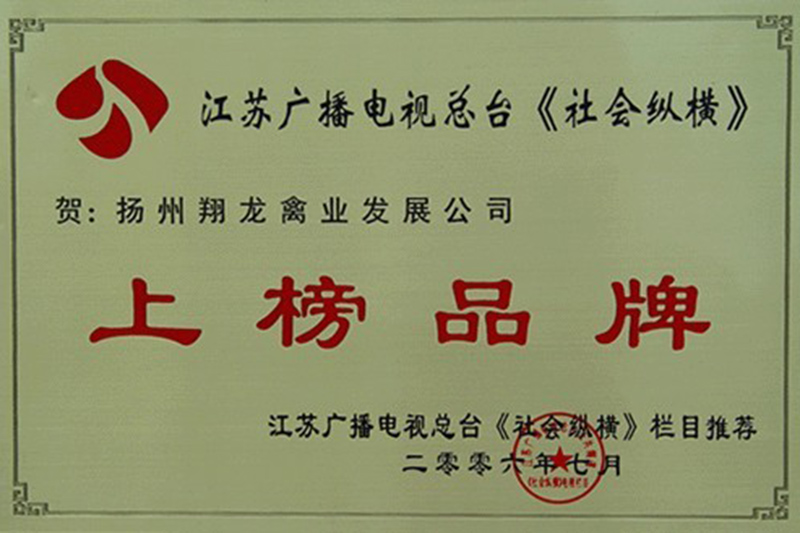 江苏广播电视总台《社会纵横》
贺：扬州翔龙禽业发展公司
上榜品牌
江苏广播电视总台《社会纵横》栏目推荐
二零零六年七月